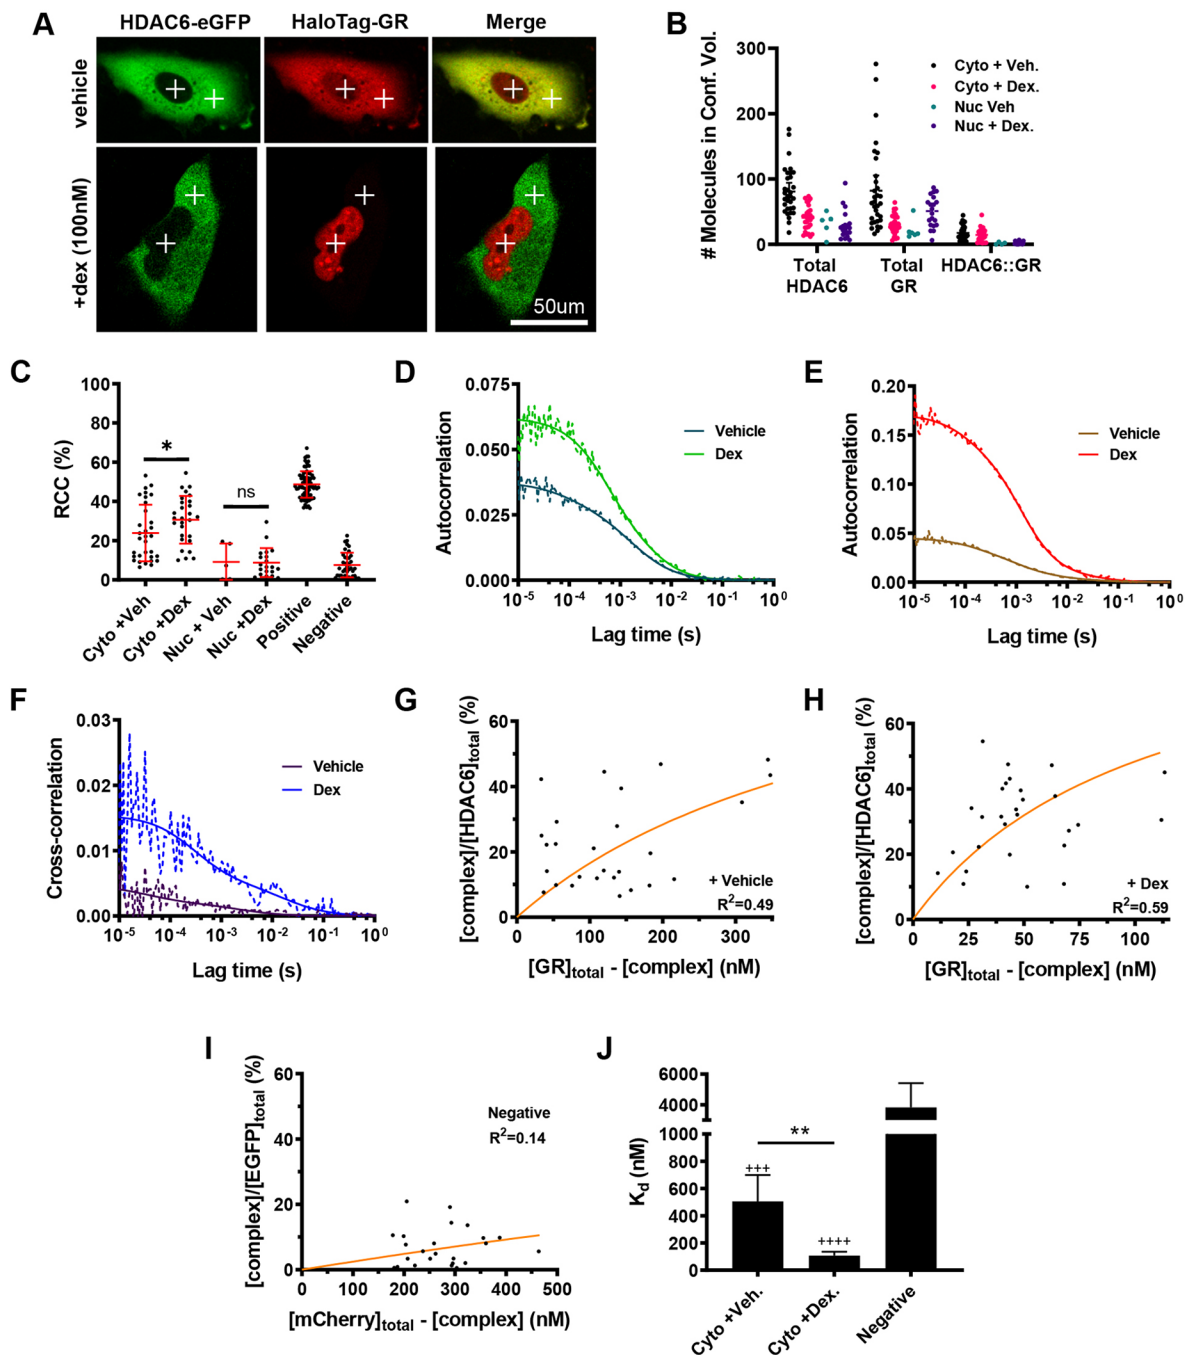 A
HDAC6-eGFP
HaloTag-GR
Merge
vehicle
+dex (100nM)
50um
B
# Molecules in Conf. Vol.
300
200
100
0
Cyto + Veh.
Cyto + Dex.
Nuc Veh
Nuc + Dex.
Total
HDAC6
Total
GR
HDAC6::GR
C
RCC (%)
100
80
60
40
20
0
*
ns
Cyto +Veh
Cyto +Dex
Nuc + Veh
Nuc +Dex
Positive
Negative
D
Autocorrelation
0.075
0.050
0.025
0.000
Vehicle
Dex
10-5 10-4 10-3 10-2 10-1 100
Lag time (s)
E
Autocorrelation
0.20
0.15
0.10
0.05
0.00
Vehicle
Dex
10-5 10-4 10-3 10-2 10-1 100
Lag time (s)
F
Cross-correlation
0.03
0.02
0.01
0.00
Vehicle
Dex
10-5 10-4 10-3 10-2 10-1 100
Lag time (s)
G
[complex]/[HDAC6]total (%)
60
40
20
0
+ Vehicle
R2=0.49
0 100 200 300
[GR]total - [complex] (nM)
H
[complex]/[HDAC6]total (%)
60
40
20
0
+ Dex
R2=0.59
0 25 50 75 100
[GR]total - [complex] (nM)
I
[complex]/[EGFP]total (%)
60
40
20
0
Negative
R2=0.14
0 100 200 300 400 500
[mCherry]total - [complex] (nM)
J
Kd (nM)
6000
4000
2000
1000
800
600
400
200
0
**
+++
++++
Cyto +Veh.
Cyto +Dex.
Negative